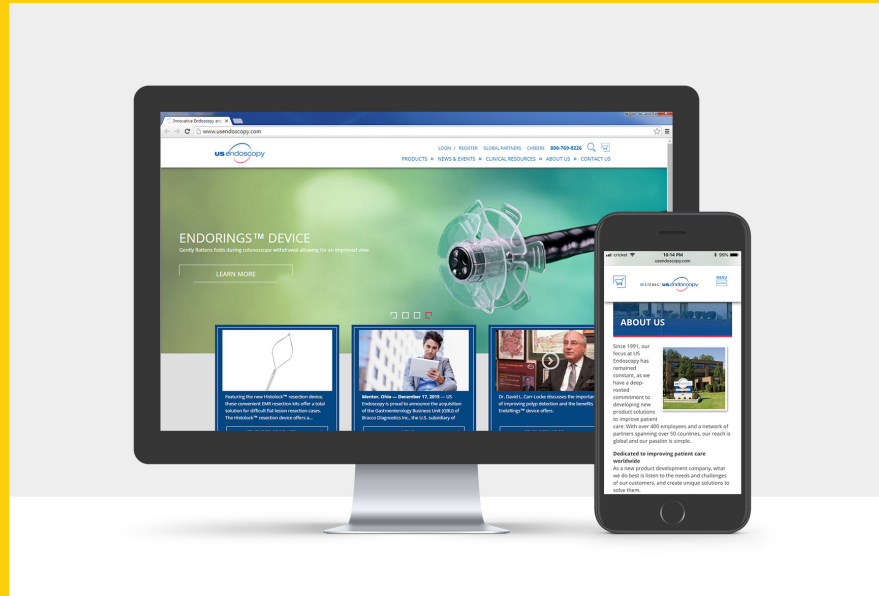 Innovative Endoscopy and
www.usendoscopy.com
us endoscopy
LOGIN / REGISTER GLOBAL PARTNERS CAREERS 800-769-8226
PRODUCTS NEWS & EVENTS CLINICAL RESOURCES ABOUT US CONTACT US
ENDORINGS™ DEVICE
Gently flattens folds during colonoscope withdrawal allowing for an improved view
LEARN MORE
Featuring the new Histolock™ resection device,
these convenient EMR resection kits offer a total
solution for difficult flat lesion resection cases.
The Histolock™ resection device offers a...
Mentor, Ohio — December 17, 2015 — US
Endoscopy is proud to announce the acquisition
of the Gastroenterology Business Unit (GBU) of
Bracco Diagnostics Inc., the U.S. subsidiary of
Dr. David L. Carr-Locke discusses the importan
of improving polyp detection and the benefits
EndoRings™ device offers.
cricket 10:14 PM 99%
usendoscopy.com
us endoscopy
MENU
ABOUT US
Since 1991, our
focus at US
Endoscopy has
remained
constant, as we
have a deep-
rooted
commitment to
developing new
product solutions
to improve patient
care. With over 400 employees and a network of
partners spanning over 50 countries, our reach is
global and our passion is simple.
Dedicated to improving patient care
worldwide
As a new product development company, what
we do best is listen to the needs and challenges
of our customers, and create unique solutions to
solve them.